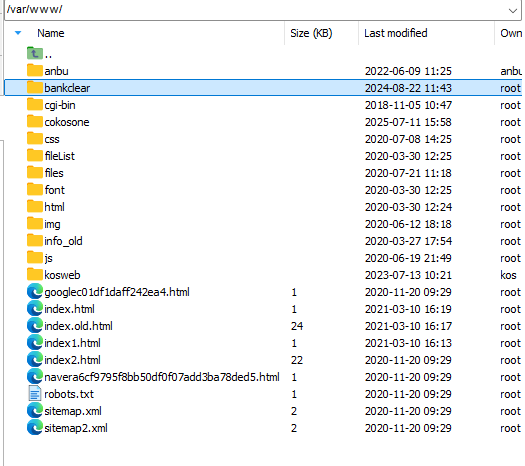 /var/www/
Name Size (KB) Last modified Own
..
anbu 2022-06-09 11:25 anbu
bankclear 2024-08-22 11:43 root
cgi-bin 2018-11-05 10:47 root
cokosone 2025-07-11 15:58 root
css 2020-07-08 14:25 root
fileList 2020-03-30 12:25 root
files 2020-07-21 11:18 root
font 2020-03-30 12:25 root
html 2020-03-30 12:24 root
img 2020-06-12 18:18 root
info_old 2020-03-27 17:54 root
js 2020-06-19 21:49 root
kosweb 2023-07-13 10:21 kos
googlec01df1daff242ea4.html 1 2020-11-20 09:29 root
index.html 1 2021-03-10 16:19 root
index.old.html 24 2021-03-10 16:17 root
index1.html 1 2021-03-10 16:13 root
index2.html 22 2020-11-20 09:29 root
navera6cf9795f8bb50df0f07add3ba78ded5.html 1 2020-11-20 09:29 root
robots.txt 1 2020-11-20 09:29 root
sitemap.xml 2 2020-11-20 09:29 root
sitemap2.xml 2 2020-11-20 09:29 root